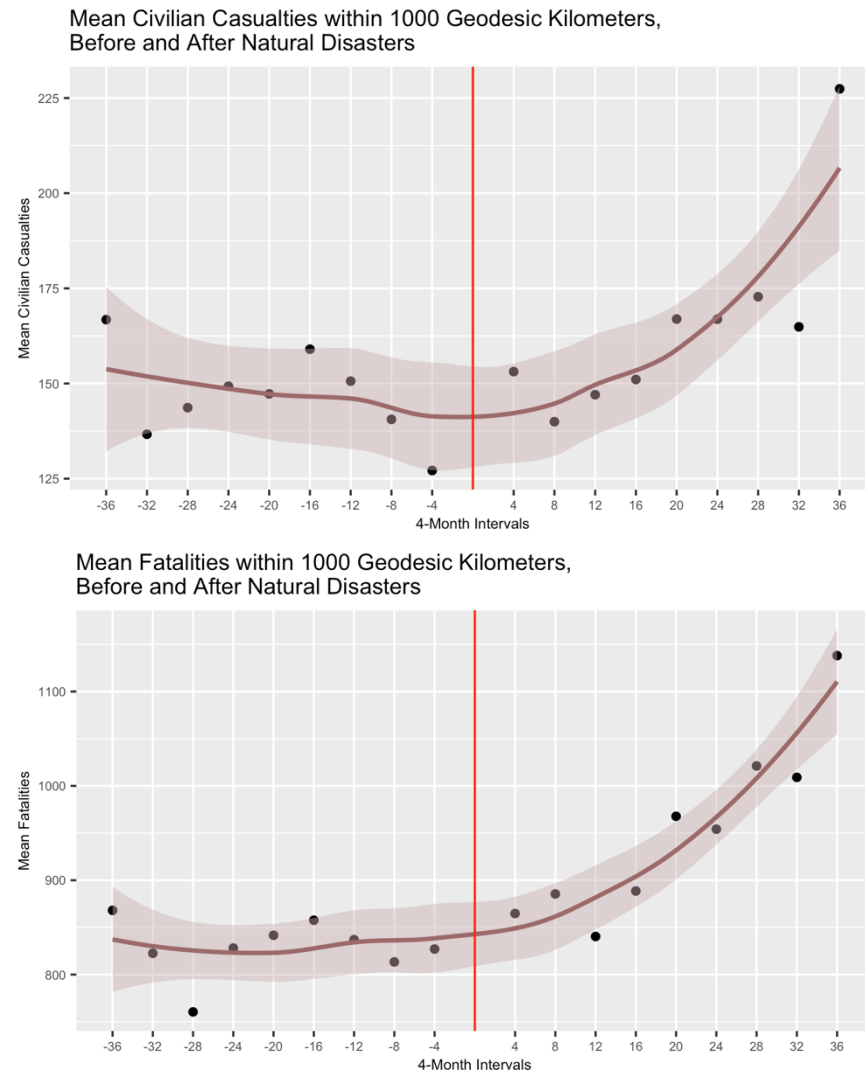 Mean Civilian Casualties within 1000 Geodesic Kilometers,
Before and After Natural Disasters
Mean Civilian Casualties
225
200
175
150
125
-36 -32 -28 -24 -20 -16 -12 -8 -4 4 8 12 16 20 24 28 32 36
4-Month Intervals
Mean Fatalities within 1000 Geodesic Kilometers,
Before and After Natural Disasters
Mean Fatalities
1100
1000
900
800
-36 -32 -28 -24 -20 -16 -12 -8 -4 4 8 12 16 20 24 28 32 36
4-Month Intervals